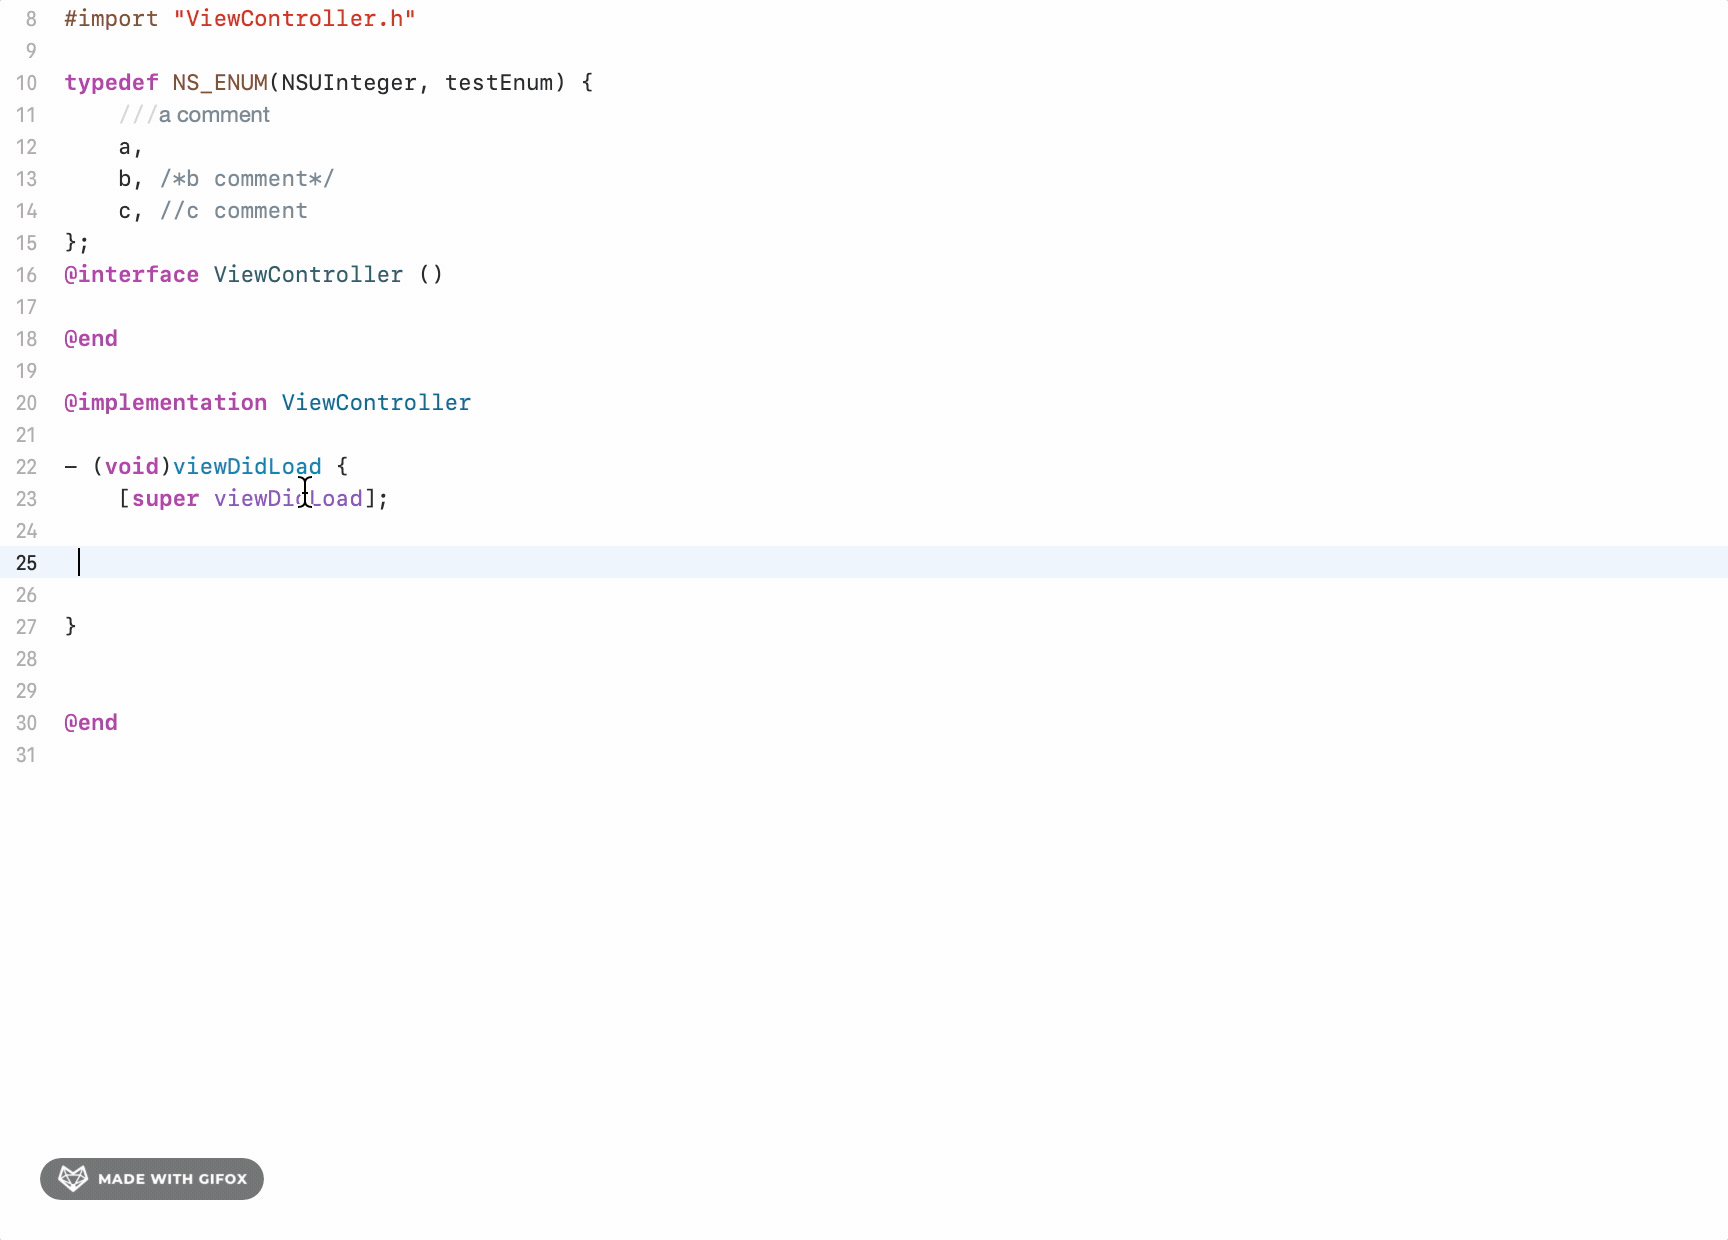 8 #import "ViewController.h"
9
10 typedef NS_ENUM(NSUInteger, testEnum) {
11 ///a comment
12 a,
13 b, /*b comment*/
14 c, //c comment
15 };
16 @interface ViewController ()
17
18 @end
19
20 @implementation ViewController
21
22 - (void)viewDidLoad {
23 [super viewDidLoad];
24
25
26
27 }
28
29
30 @end
31
MADE WITH GIFOX